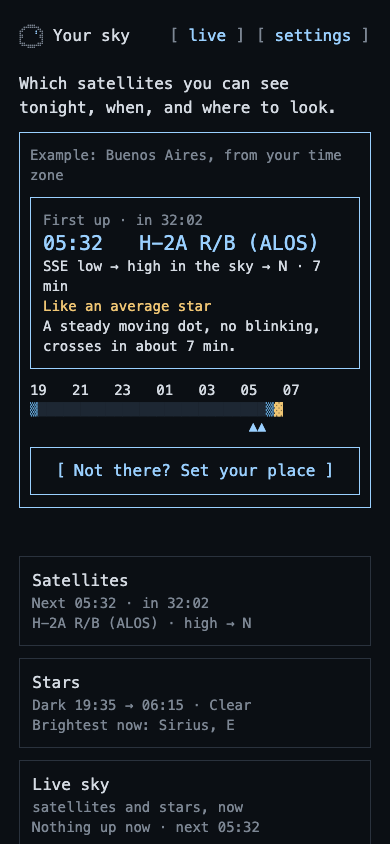 Your sky [ live ] [ settings ]
Which satellites you can see
tonight, when, and where to look.
Example: Buenos Aires, from your time
zone
First up · in 32:02
05:32 H-2A R/B (ALOS)
SSE low → high in the sky → N · 7
min
Like an average star
A steady moving dot, no blinking,
crosses in about 7 min.
19 21 23 01 03 05 07
▲▲
[ Not there? Set your place ]
Satellites
Next 05:32 · in 32:02
H-2A R/B (ALOS) · high → N
Stars
Dark 19:35 → 06:15 · Clear
Brightest now: Sirius, E
Live sky
satellites and stars, now
Nothing up now · next 05:32